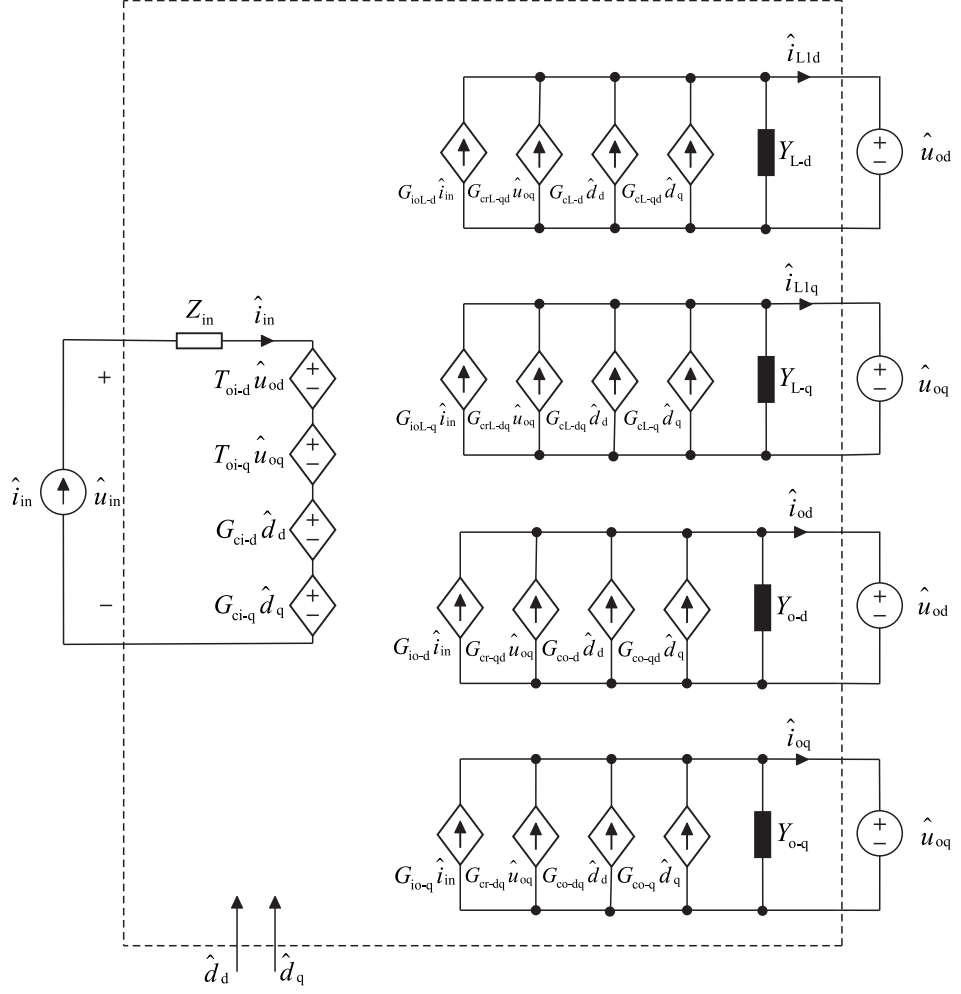 î_L1d
G_ioL-d î_in G_crL-qd û_oq G_cL-d d̂_d G_cL-qd d̂_q Y_L-d + − û_od
î_L1q
G_ioL-q î_in G_crL-dq û_oq G_cL-dq d̂_d G_cL-q d̂_q Y_L-q + − û_oq
Z_in î_in
+ T_oi-d û_od + −
T_oi-q û_oq + −
î_in û_in G_ci-d d̂_d + −
− G_ci-q d̂_q + −
î_od
G_io-d î_in G_cr-qd û_oq G_co-d d̂_d G_co-qd d̂_q Y_o-d + − û_od
î_oq
G_io-q î_in G_cr-dq û_oq G_co-dq d̂_d G_co-q d̂_q Y_o-q + − û_oq
d̂_d d̂_q